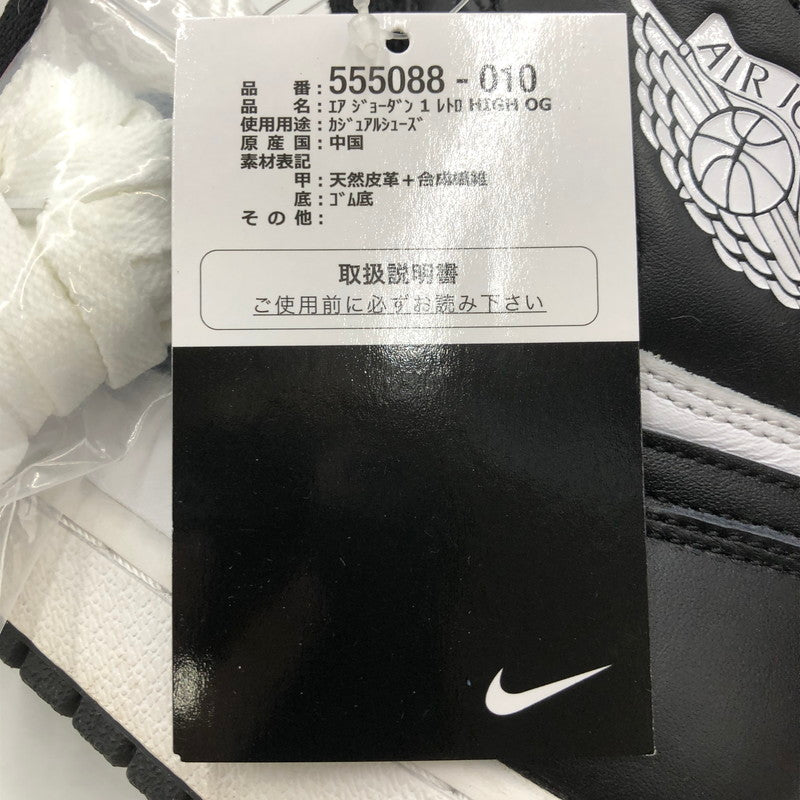 品 番：555088 - 010
品 名：ｴｱ ｼﾞｮｰﾀﾞﾝ 1 ﾚﾄﾛ HIGH OG
使用用途：ｶｼﾞｭｱﾙｼｭｰｽﾞ
原 産 国：中国
素材表記
甲：天然皮革＋合成繊維
底：ｺﾞﾑ底
そ の 他：
取扱説明書
ご使用前に必ずお読み下さい
AIR JO